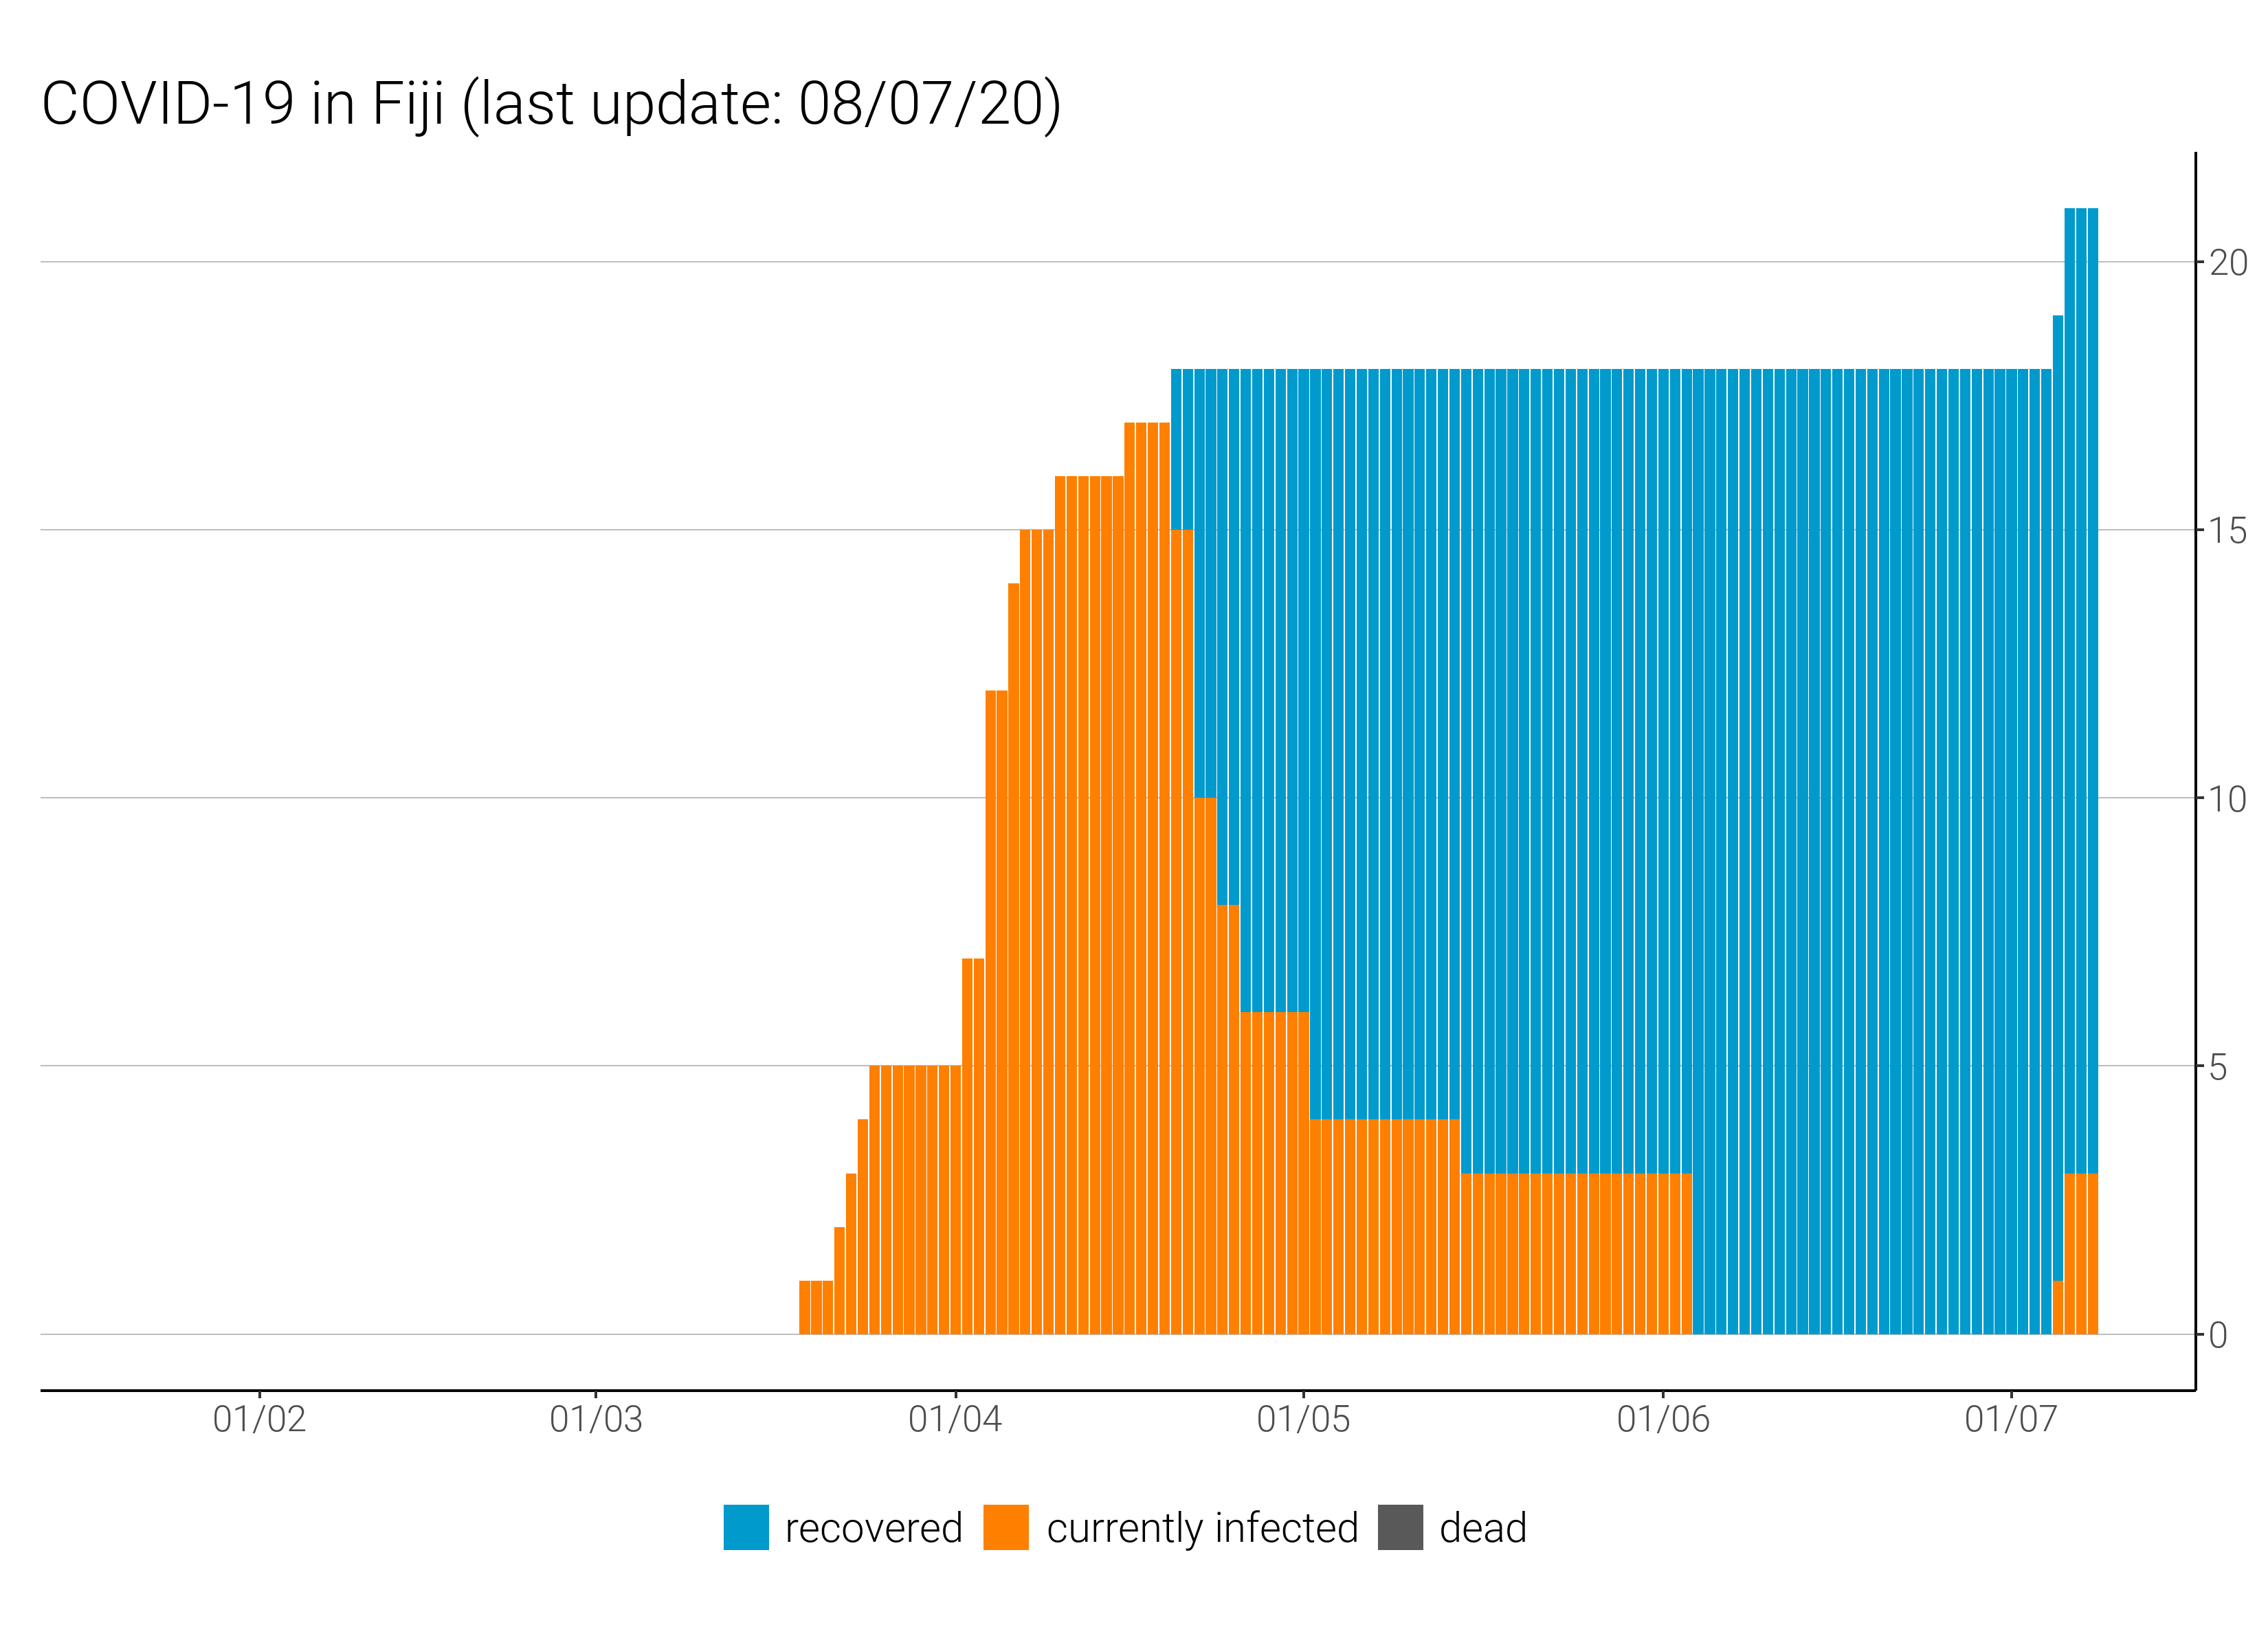 COVID-19 in Fiji (last update: 08/07/20)
20
15
10
5
0
01/02 01/03 01/04 01/05 01/06 01/07
recovered currently infected dead